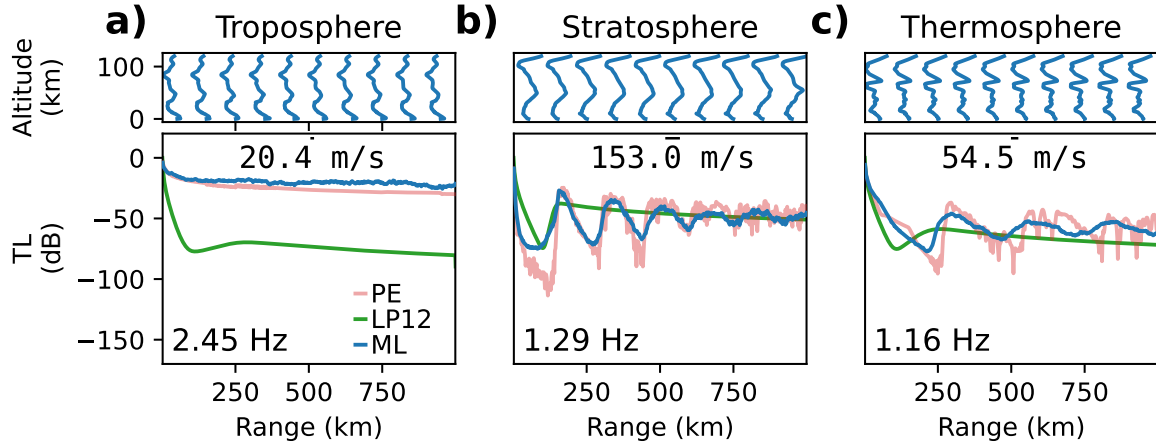 a) Troposphere
b) Stratosphere
c) Thermosphere
Altitude
(km)
100
0
20.4 m/s
153.0 m/s
54.5 m/s
TL
(dB)
0
−50
−100
−150
PE
LP12
ML
2.45 Hz
1.29 Hz
1.16 Hz
250 500 750
250 500 750
250 500 750
Range (km)
Range (km)
Range (km)